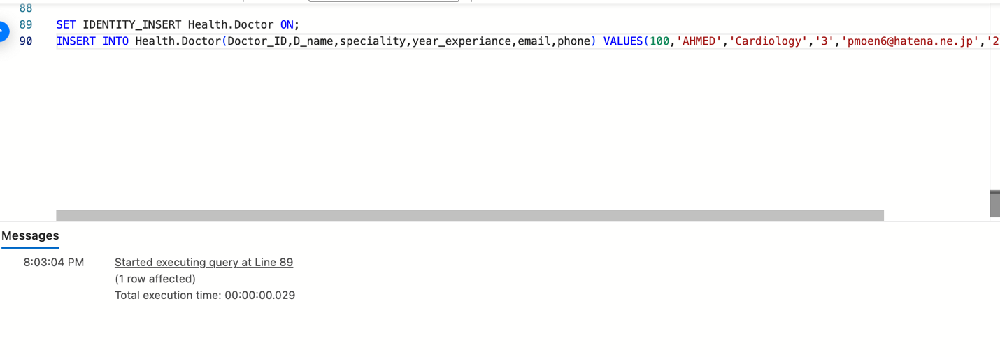 88
89 SET IDENTITY_INSERT Health.Doctor ON;
90 INSERT INTO Health.Doctor(Doctor_ID,D_name,speciality,year_experiance,email,phone) VALUES(100,'AHMED','Cardiology','3','pmoen6@hatena.ne.jp','2
Messages
8:03:04 PM Started executing query at Line 89
(1 row affected)
Total execution time: 00:00:00.029